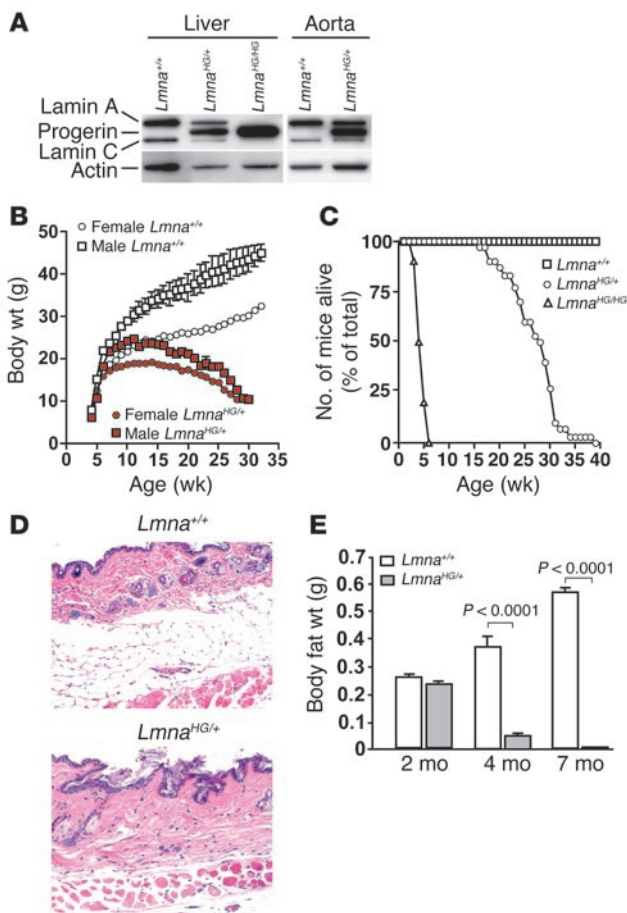 A
Liver Aorta
Lmna+/+ LmnaHG/+ LmnaHG/HG Lmna+/+ LmnaHG/+
Lamin A
Progerin
Lamin C
Actin
B
Female Lmna+/+
Male Lmna+/+
50
40
30
20
10
0
Body wt (g)
Female LmnaHG/+
Male LmnaHG/+
0 5 10 15 20 25 30 35
Age (wk)
C
100
75
50
25
0
No. of mice alive
(% of total)
Lmna+/+
LmnaHG/+
LmnaHG/HG
0 5 10 15 20 25 30 35 40
Age (wk)
D
Lmna+/+
LmnaHG/+
E
0.7
0.6
0.5
0.4
0.3
0.2
0.1
0
Body fat wt (g)
Lmna+/+
LmnaHG/+
P < 0.0001
P < 0.0001
2 mo 4 mo 7 mo